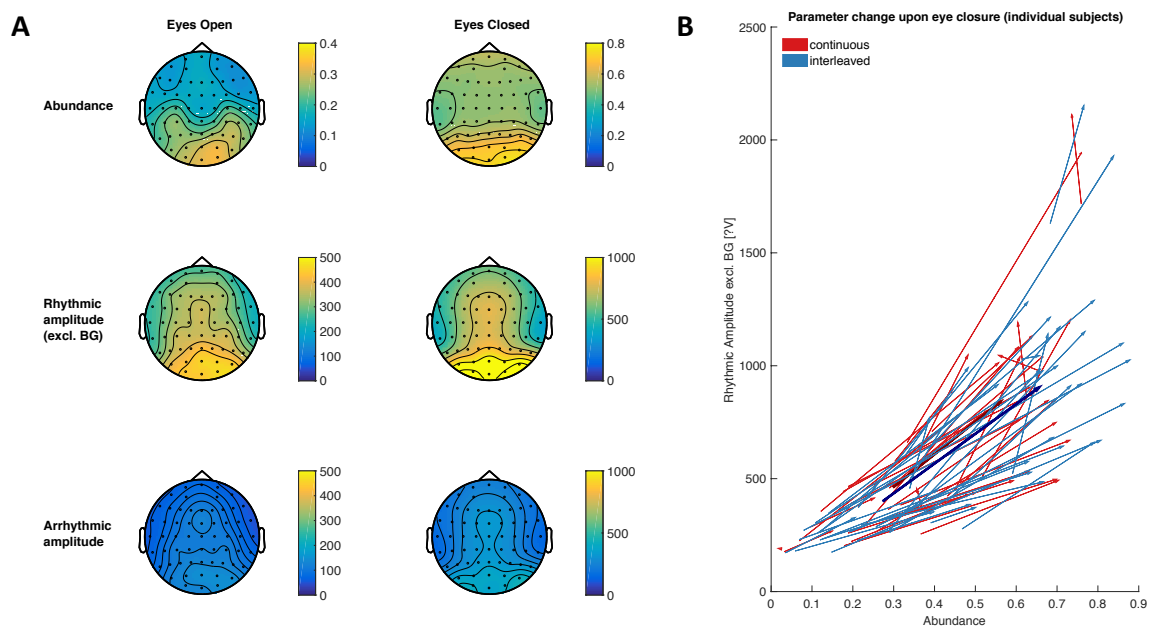 A
Eyes Open
Eyes Closed
Abundance
0.4
0.3
0.2
0.1
0
0.8
0.6
0.4
0.2
0
Rhythmic
amplitude
(excl. BG)
500
400
300
200
100
0
1000
500
0
Arrhythmic
amplitude
500
400
300
200
100
0
1000
500
0
B
Parameter change upon eye closure (individual subjects)
continuous
interleaved
Rhythmic Amplitude excl. BG [?V]
2500
2000
1500
1000
500
0
0 0.1 0.2 0.3 0.4 0.5 0.6 0.7 0.8 0.9
Abundance